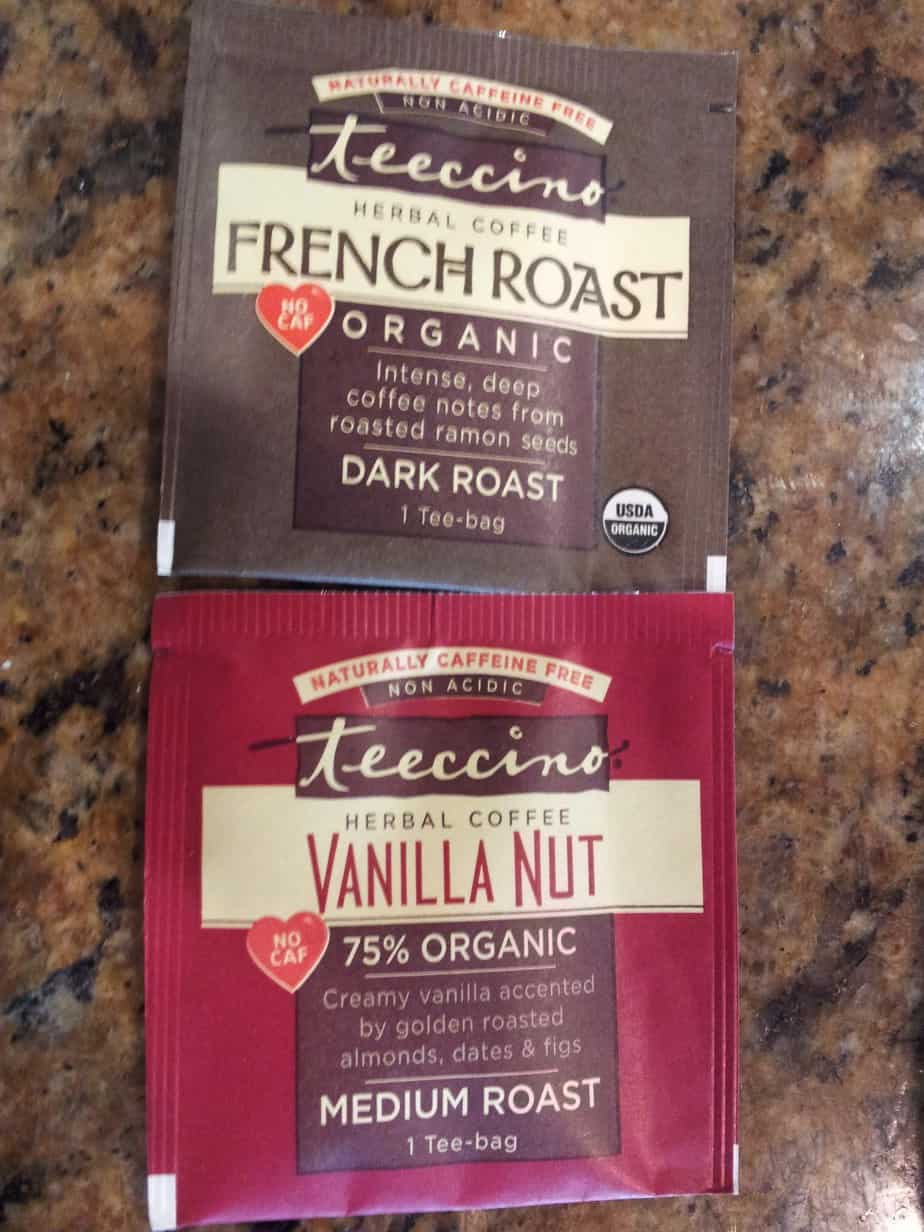 NATURALLY CAFFEINE FREE
NON ACIDIC
teeccino
HERBAL COFFEE
FRENCH ROAST
NO
CAF
ORGANIC
Intense, deep
coffee notes from
roasted ramon seeds
DARK ROAST
1 Tee-bag
USDA
ORGANIC
NATURALLY CAFFEINE FREE
NON ACIDIC
teeccino
HERBAL COFFEE
VANILLA NUT
NO
CAF
75% ORGANIC
Creamy vanilla accented
by golden roasted
almonds, dates & figs
MEDIUM ROAST
1 Tee-bag